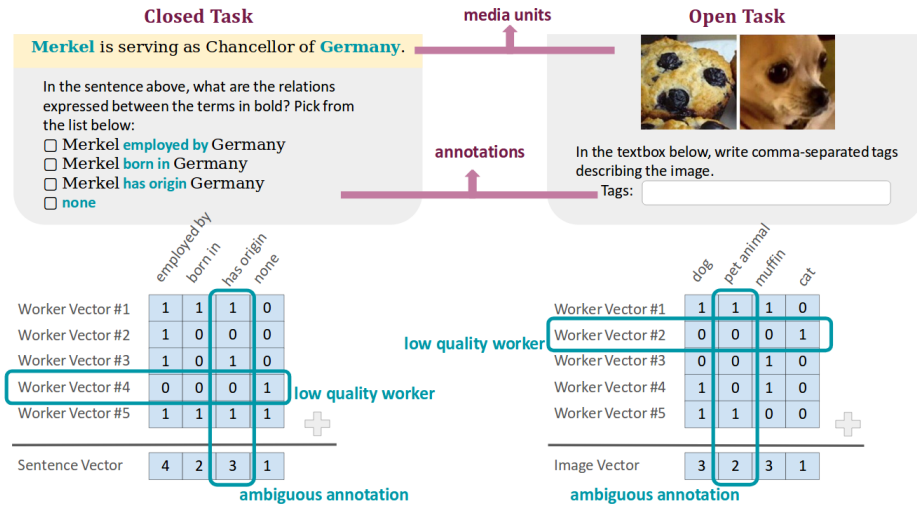 Closed Task
media units
Open Task
Merkel is serving as Chancellor of Germany.
In the sentence above, what are the relations
expressed between the terms in bold? Pick from
the list below:
Merkel employed by Germany
Merkel born in Germany
Merkel has origin Germany
none
annotations
In the textbox below, write comma-separated tags
describing the image.
Tags:
employed by
born in
has origin
none
Worker Vector #1 1 1 1 0
Worker Vector #2 1 0 0 0
Worker Vector #3 1 0 1 0
Worker Vector #4 0 0 0 1
low quality worker
Worker Vector #5 1 1 1 1
Sentence Vector 4 2 3 1
ambiguous annotation
dog
pet animal
muffin
cat
Worker Vector #1 1 1 1 0
low quality worker
Worker Vector #2 0 0 0 1
Worker Vector #3 0 0 1 0
Worker Vector #4 1 0 1 0
Worker Vector #5 1 1 0 0
Image Vector 3 2 3 1
ambiguous annotation